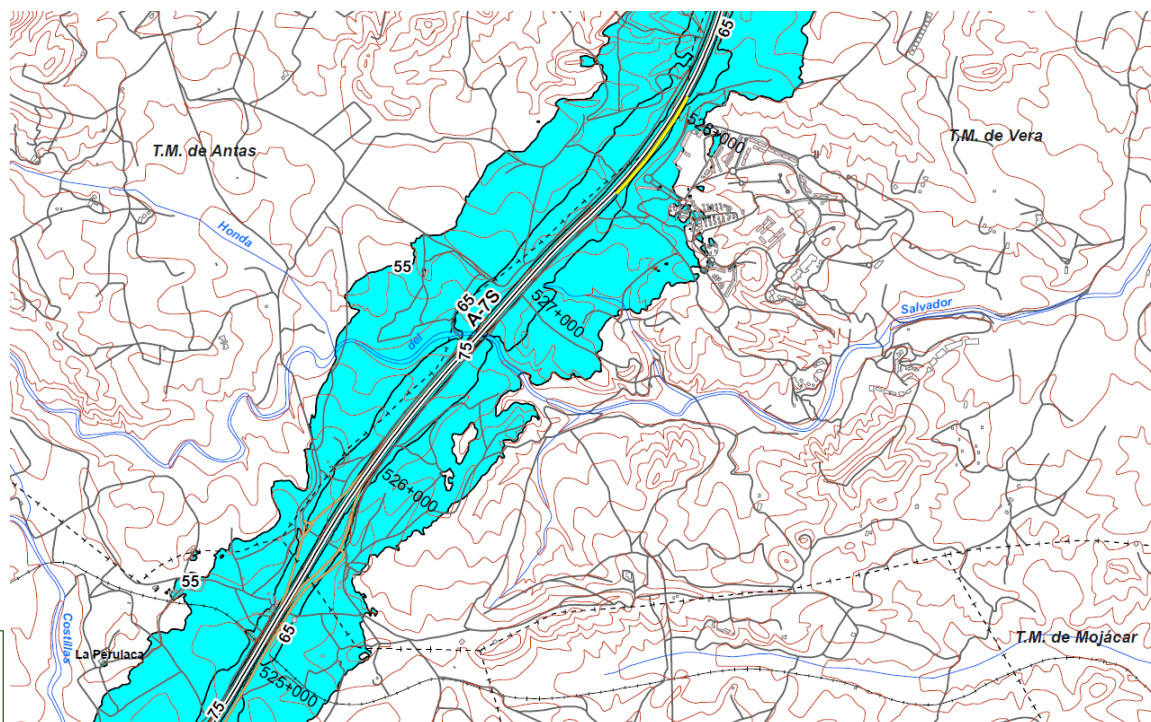 65
528+000
T.M. de Vera
T.M. de Antas
Honda
55
65
A-7S
527+000
Salvador
del
75
526+000
55
Costillas
65
T.M. de Mojácar
La Perulaca
525+000
75